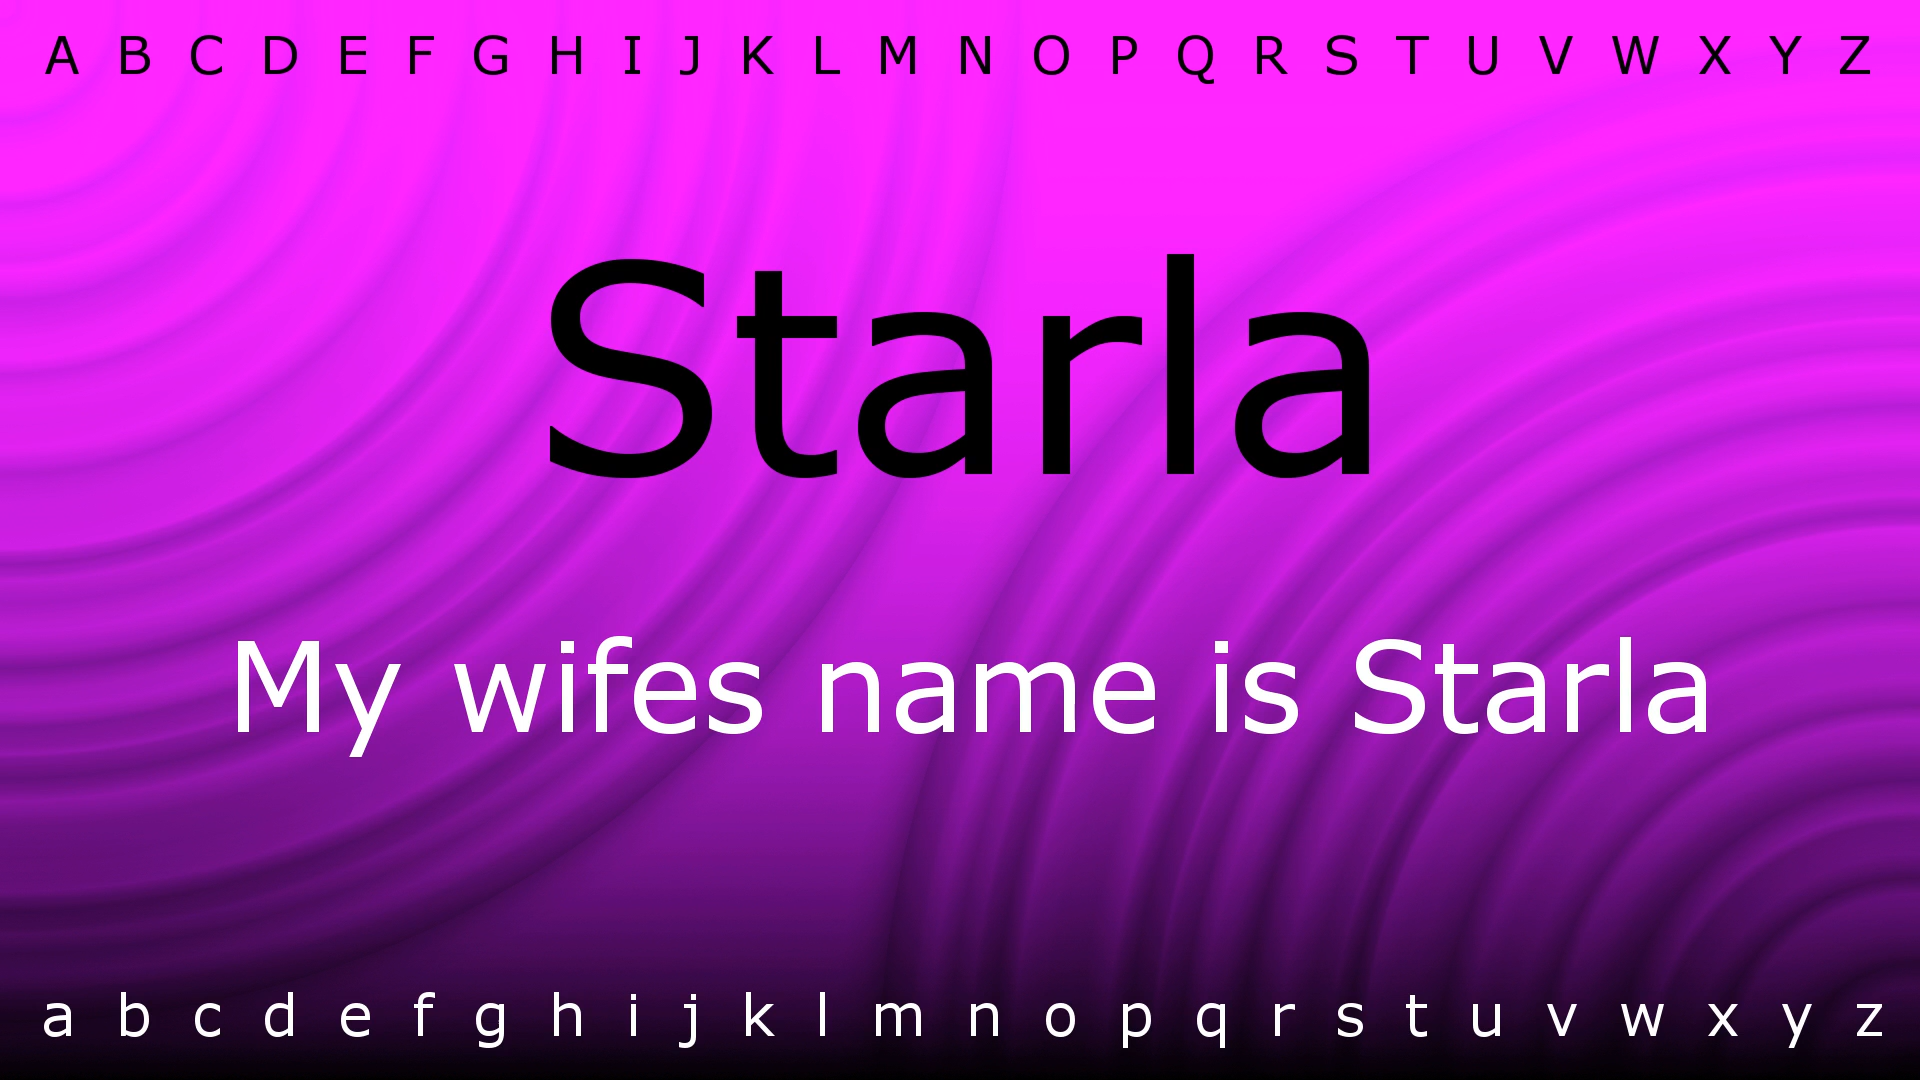 A B C D E F G H I J K L M N O P Q R S T U V W X Y Z
Starla
My wifes name is Starla
a b c d e f g h i j k l m n o p q r s t u v w x y z